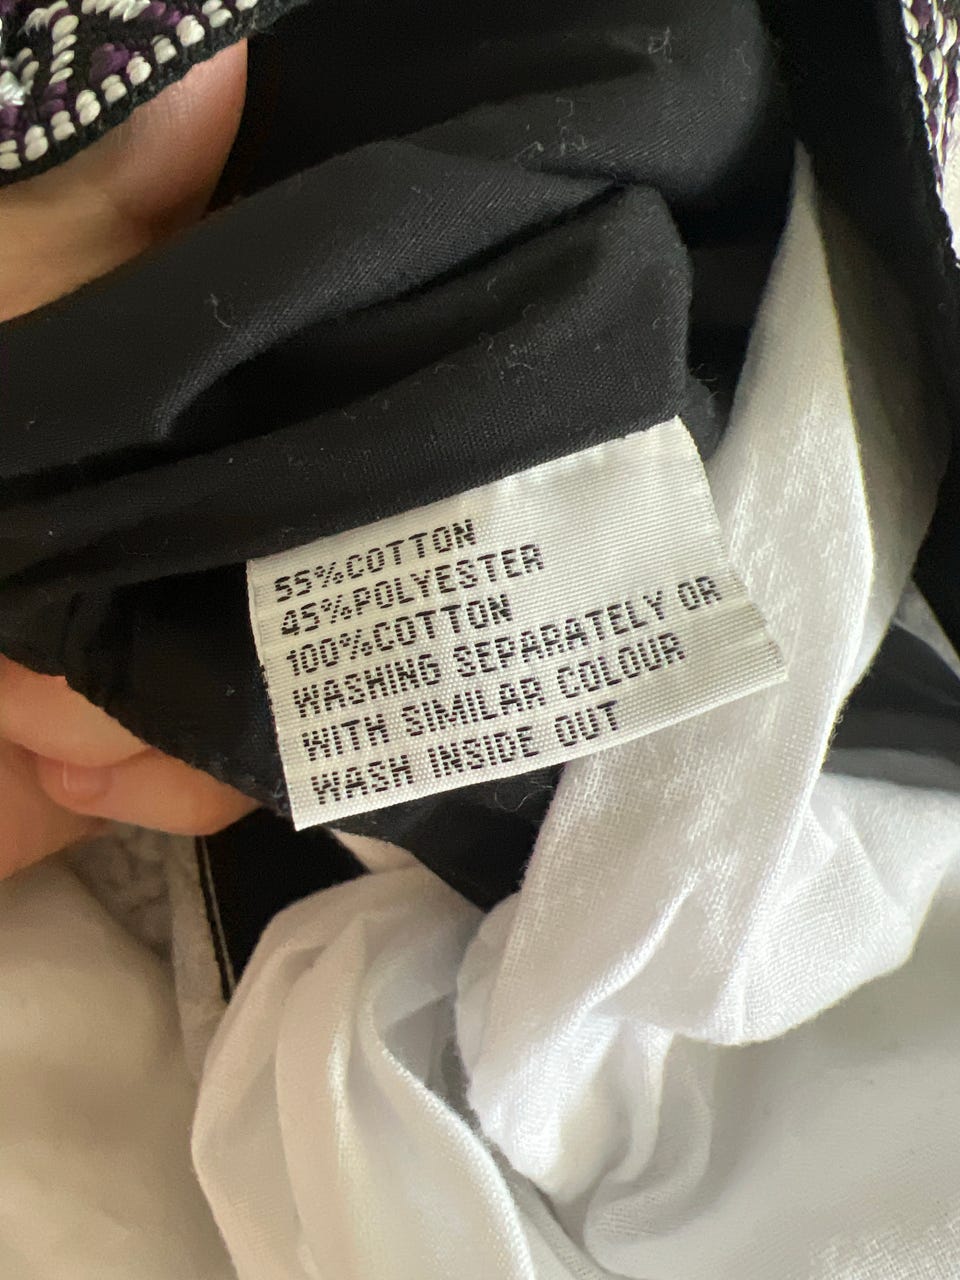 55%COTTON
45%POLYESTER
100%COTTON
WASHING SEPARATELY OR
WITH SIMILAR COLOUR
WASH INSIDE OUT